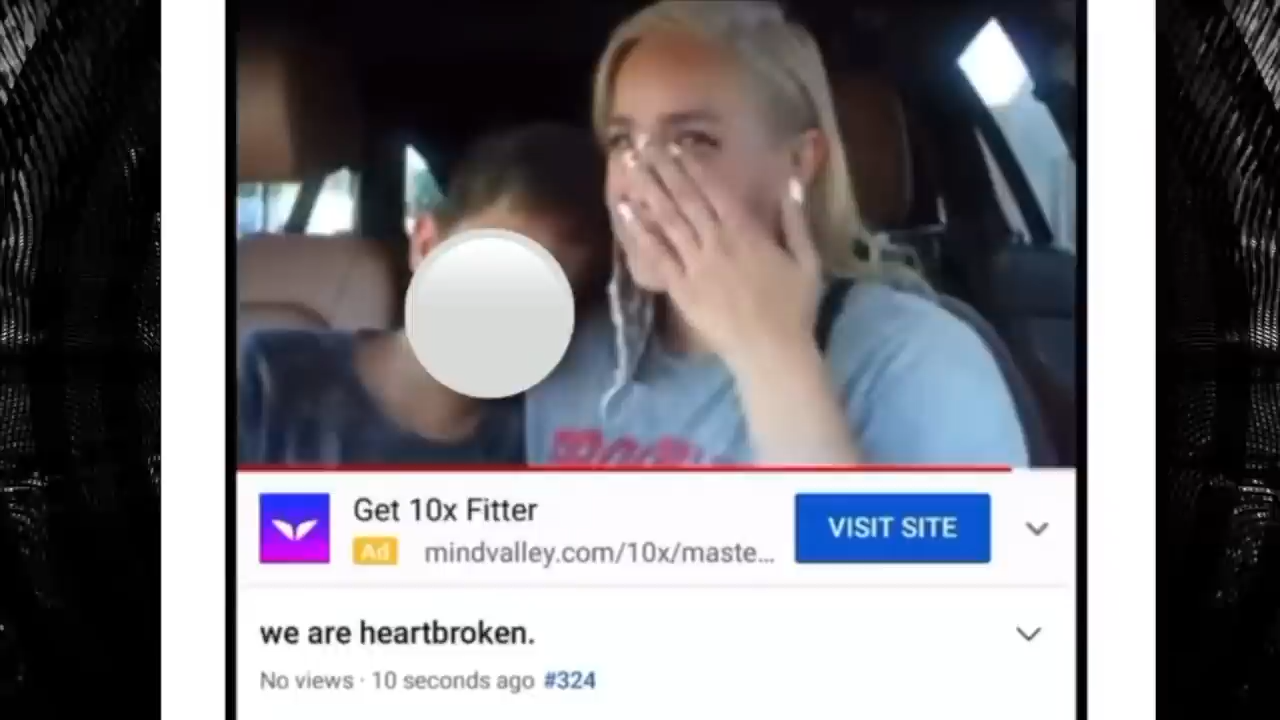 Get 10x Fitter
Ad mindvalley.com/10x/maste...
VISIT SITE
we are heartbroken.
No views · 10 seconds ago #324